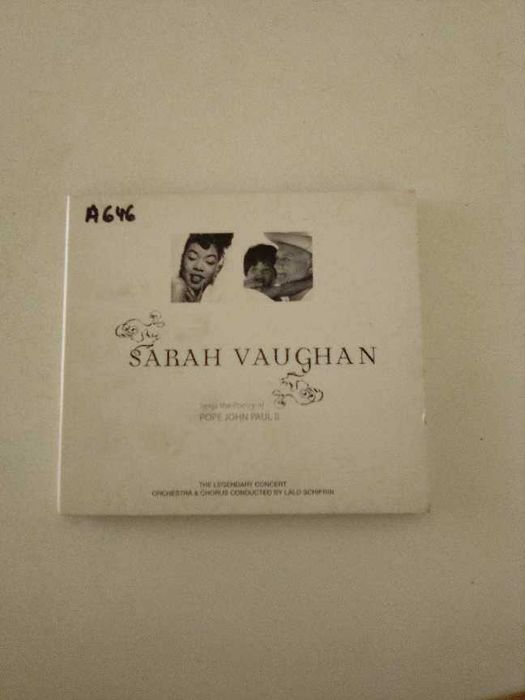 A646
SARAH VAUGHAN
Sings the Poetry of
POPE JOHN PAUL II
THE LEGENDARY CONCERT
ORCHESTRA & CHORUS CONDUCTED BY LALO SCHIFRIN